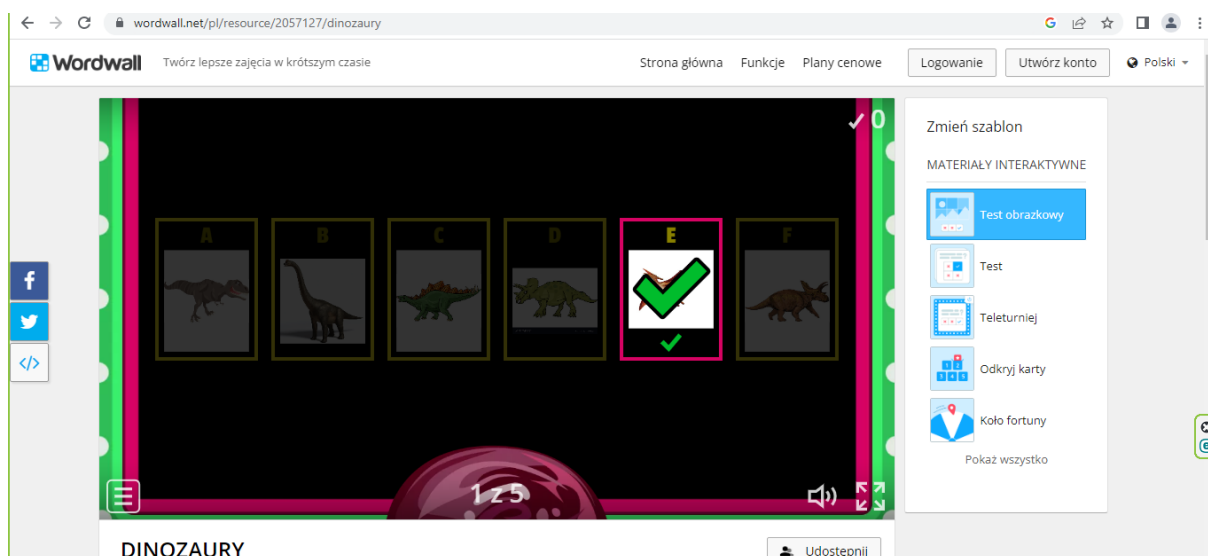 wordwall.net/pl/resource/2057127/dinozaury
Wordwall
Twórz lepsze zajęcia w krótszym czasie
Strona główna Funkcje Plany cenowe Logowanie Utwórz konto Polski
0
A B C D E F
1 z 5
Zmień szablon
MATERIAŁY INTERAKTYWNE
Test obrazkowy
Test
Teleturniej
Odkryj karty
Koło fortuny
Pokaż wszystko
DINOZAURY
Udostępnij